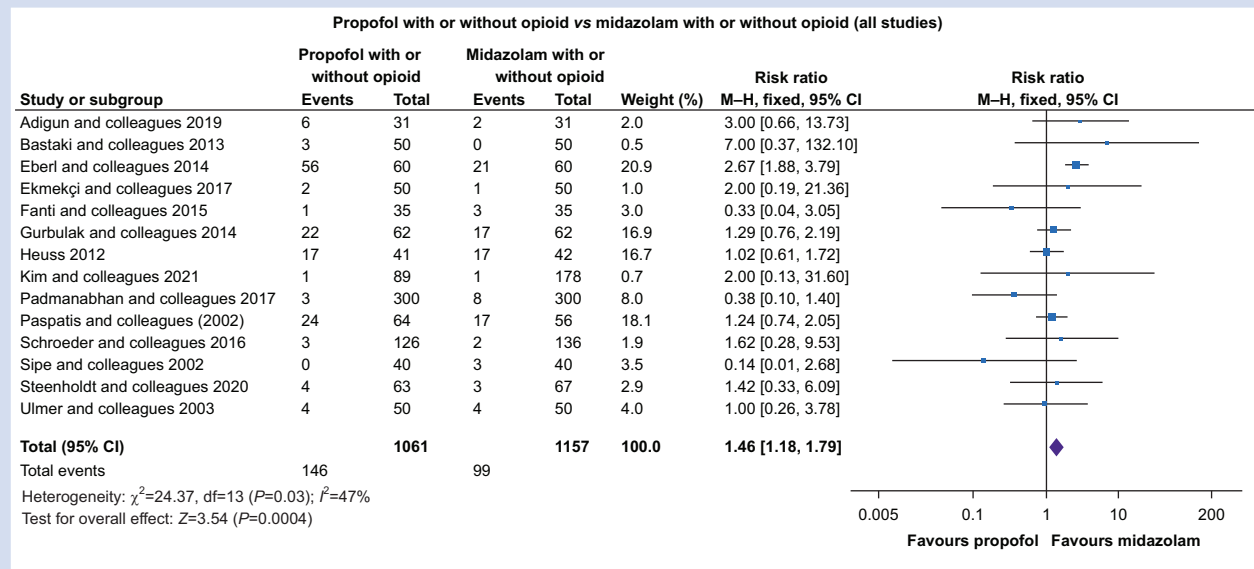 Propofol with or without opioid vs midazolam with or without opioid (all studies)
Propofol with or without opioid Midazolam with or without opioid Risk ratio Risk ratio
Study or subgroup Events Total Events Total Weight (%) M–H, fixed, 95% CI M–H, fixed, 95% CI
Adigun and colleagues 2019 6 31 2 31 2.0 3.00 [0.66, 13.73]
Bastaki and colleagues 2013 3 50 0 50 0.5 7.00 [0.37, 132.10]
Eberl and colleagues 2014 56 60 21 60 20.9 2.67 [1.88, 3.79]
Ekmekçi and colleagues 2017 2 50 1 50 1.0 2.00 [0.19, 21.36]
Fanti and colleagues 2015 1 35 3 35 3.0 0.33 [0.04, 3.05]
Gurbulak and colleagues 2014 22 62 17 62 16.9 1.29 [0.76, 2.19]
Heuss 2012 17 41 17 42 16.7 1.02 [0.61, 1.72]
Kim and colleagues 2021 1 89 1 178 0.7 2.00 [0.13, 31.60]
Padmanabhan and colleagues 2017 3 300 8 300 8.0 0.38 [0.10, 1.40]
Paspatis and colleagues (2002) 24 64 17 56 18.1 1.24 [0.74, 2.05]
Schroeder and colleagues 2016 3 126 2 136 1.9 1.62 [0.28, 9.53]
Sipe and colleagues 2002 0 40 3 40 3.5 0.14 [0.01, 2.68]
Steenholdt and colleagues 2020 4 63 3 67 2.9 1.42 [0.33, 6.09]
Ulmer and colleagues 2003 4 50 4 50 4.0 1.00 [0.26, 3.78]
Total (95% CI) 1061 1157 100.0 1.46 [1.18, 1.79]
Total events 146 99
Heterogeneity: χ²=24.37, df=13 (P=0.03); I²=47%
Test for overall effect: Z=3.54 (P=0.0004)
0.005 0.1 1 10 200
Favours propofol Favours midazolam